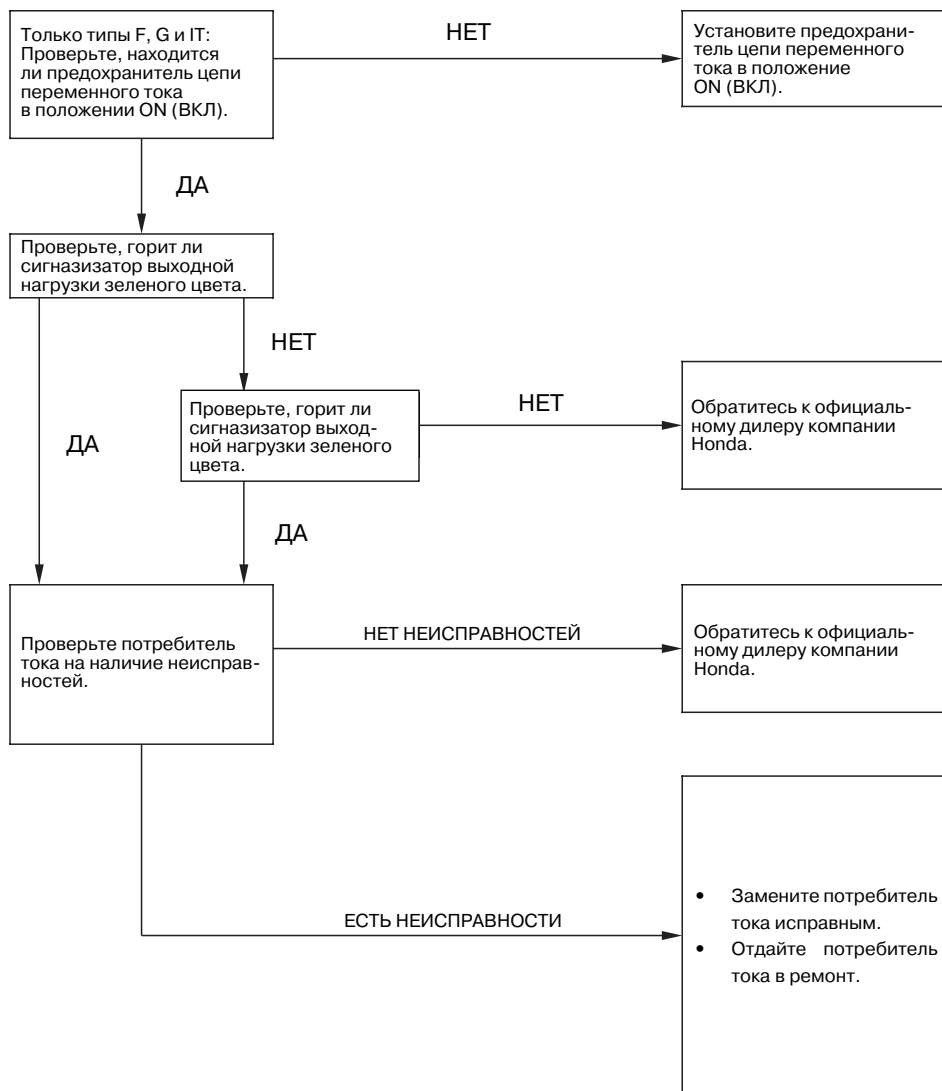 Только типы F, G и IT:
Проверьте, находится
ли предохранитель цепи
переменного тока
в положении ON (ВКЛ).
НЕТ
Установите предохрани-
тель цепи переменного
тока в положение
ON (ВКЛ).
ДА
Проверьте, горит ли
сигназизатор выходной
нагрузки зеленого цвета.
НЕТ
ДА
Проверьте, горит ли
сигназизатор выход-
ной нагрузки зеленого
цвета.
НЕТ
Обратитесь к официаль-
ному дилеру компании
Honda.
ДА
Проверьте потребитель
тока на наличие неисправ-
ностей.
НЕТ НЕИСПРАВНОСТЕЙ
Обратитесь к официаль-
ному дилеру компании
Honda.
ЕСТЬ НЕИСПРАВНОСТИ
• Замените потребитель
тока исправным.
• Отдайте потребитель
тока в ремонт.